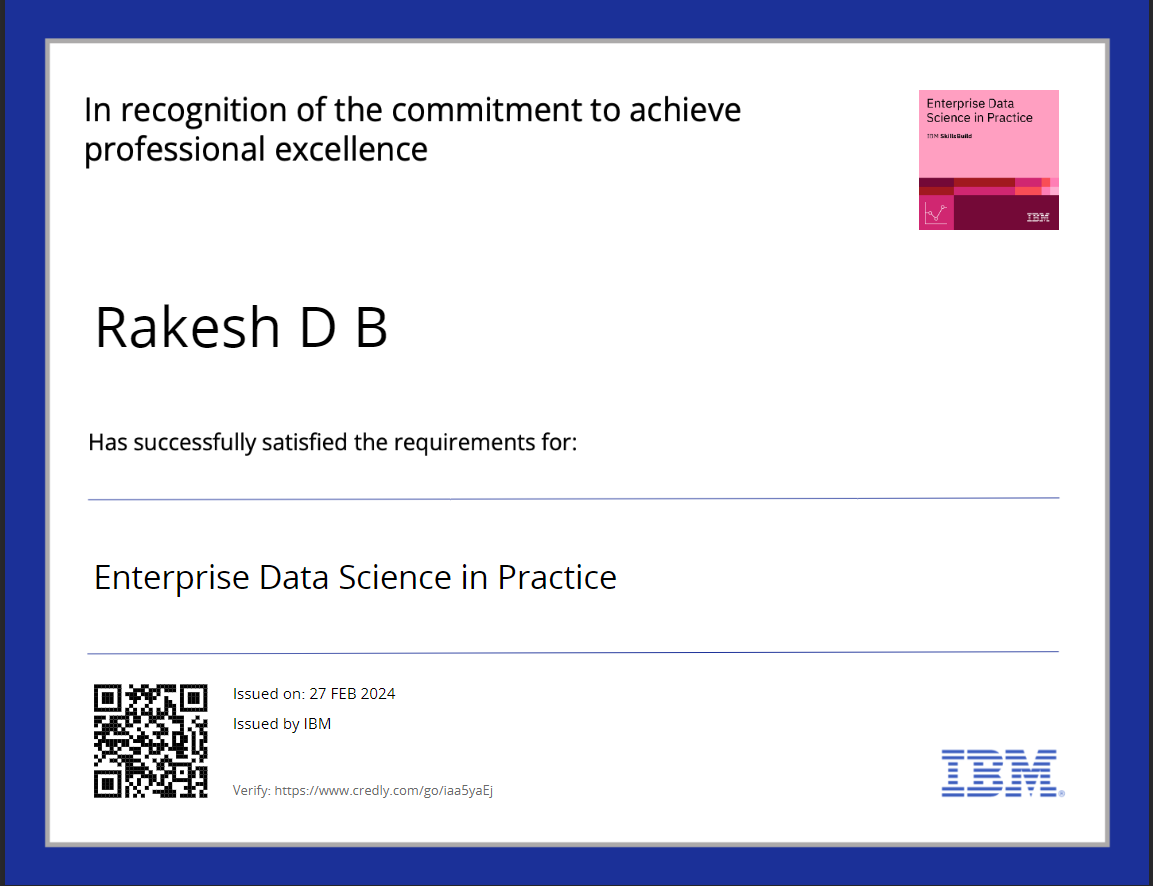 In recognition of the commitment to achieve
professional excellence
Enterprise Data
Science in Practice
IBM SkillsBuild
IBM
Rakesh D B
Has successfully satisfied the requirements for:
Enterprise Data Science in Practice
Issued on: 27 FEB 2024
Issued by IBM
Verify: https://www.credly.com/go/iaa5yaEj
IBM®